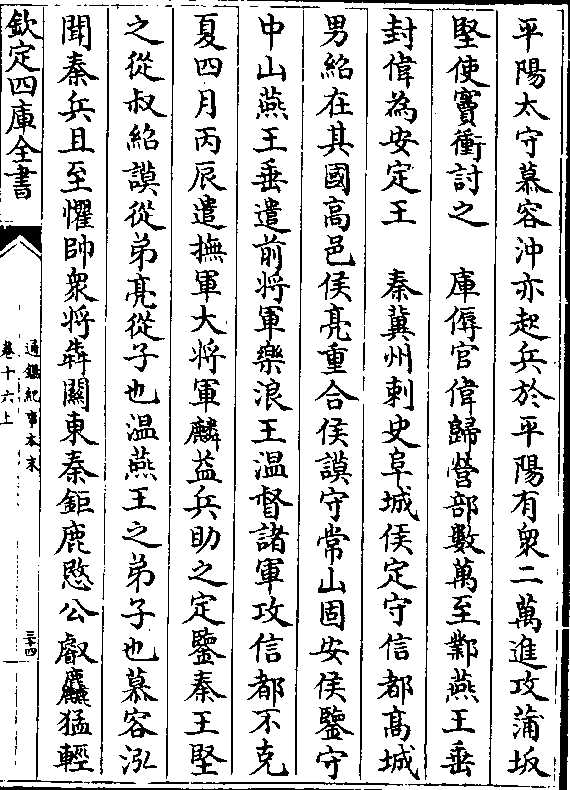 平陽太守慕容沖亦起兵於平陽有衆二萬進攻蒲坂
堅使竇衝討之　庫傉官偉歸營部數萬至鄴燕王垂
封偉為安定王　秦冀州刺史阜城侯定守信都髙城
男紹在其國高邑侯亮重合侯謨守常山固安侯鑒守
中山燕王垂遣前將軍樂浪王溫督諸軍攻信都不克
夏四月丙辰遣撫軍大將軍麟益兵助之定鑒秦王堅
之從叔紹謨從弟亮從子也溫燕王之弟子也慕容泓
聞秦兵且至懼帥衆將犇關東秦鉅鹿愍公叡麤猛輕
欽定四庫全書
通鑑紀事本末
卷十六上
三十四